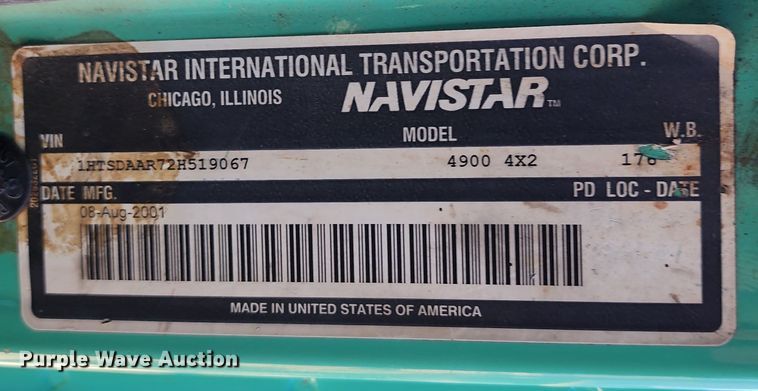 NAVISTAR INTERNATIONAL TRANSPORTATION CORP.
CHICAGO, ILLINOIS NAVISTAR TM
VIN MODEL W.B.
1HTSDAAR72H519067 4900 4X2
DATE MFG. PD LOC - DATE
08-Aug-2001
MADE IN UNITED STATES OF AMERICA
Purple Wave Auction